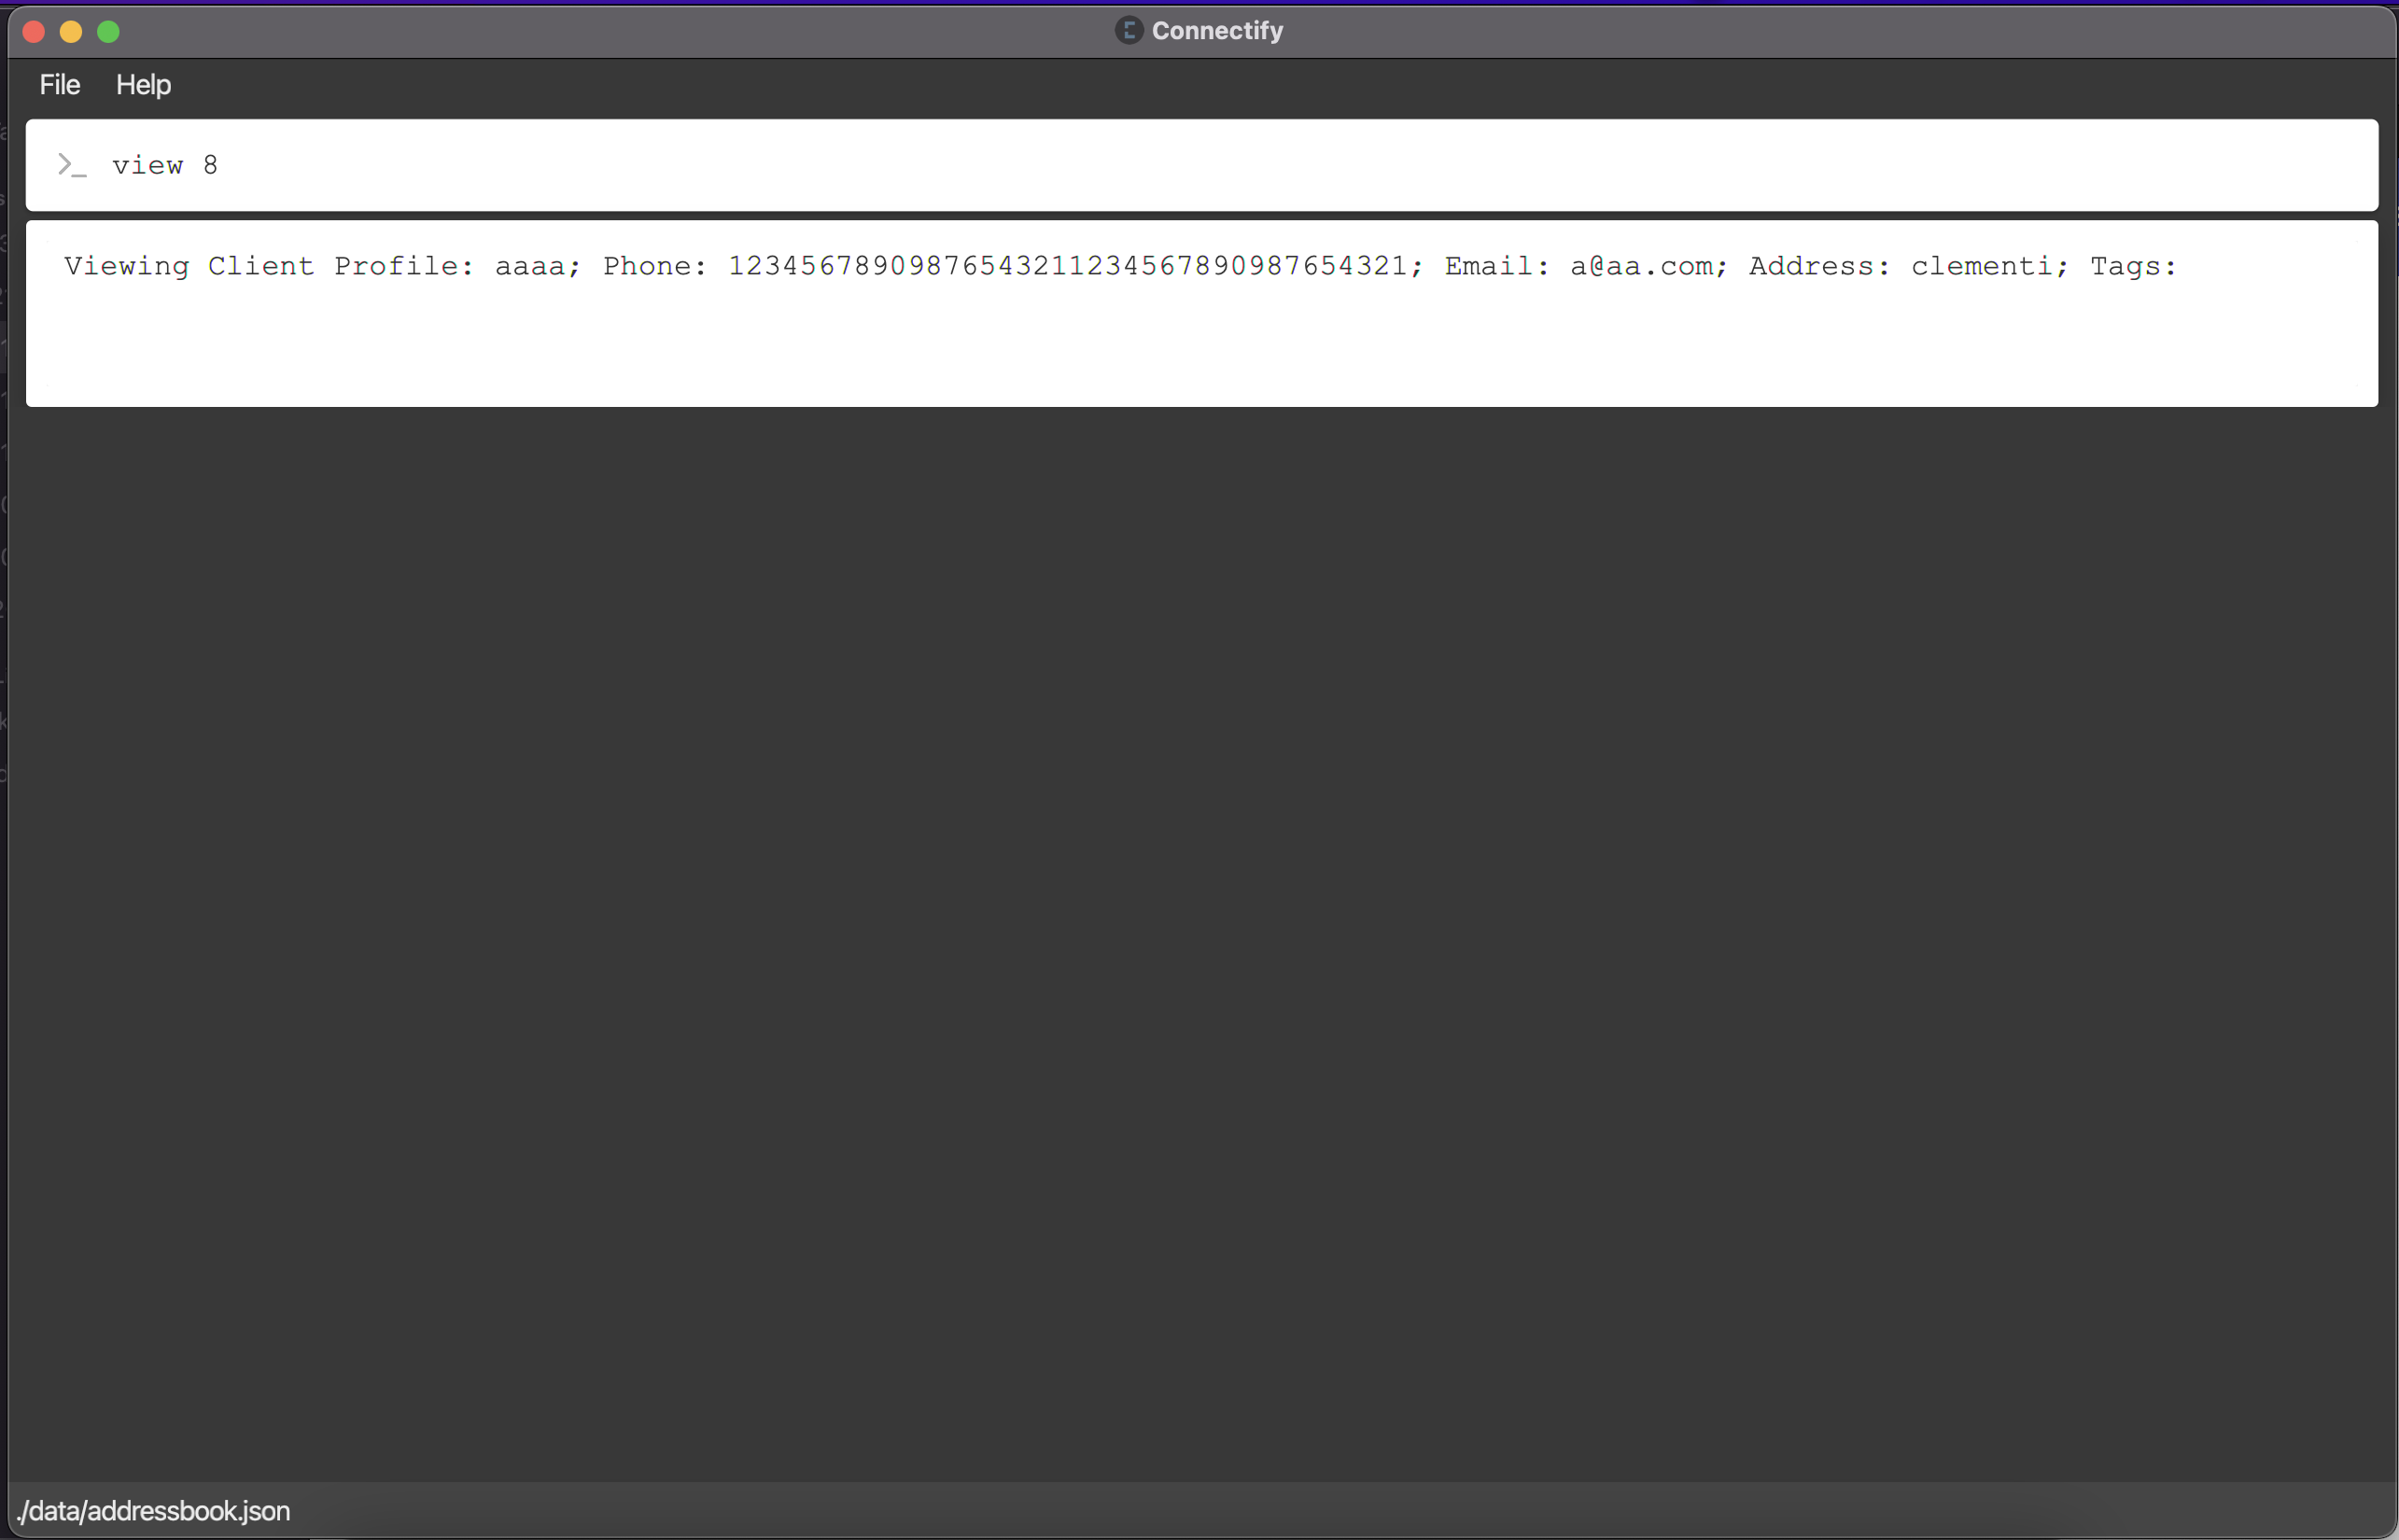 Connectify
File Help
>_ view 8
Viewing Client Profile: aaaa; Phone: 12345678909876543211234567890987654321; Email: a@aa.com; Address: clementi; Tags:
./data/addressbook.json